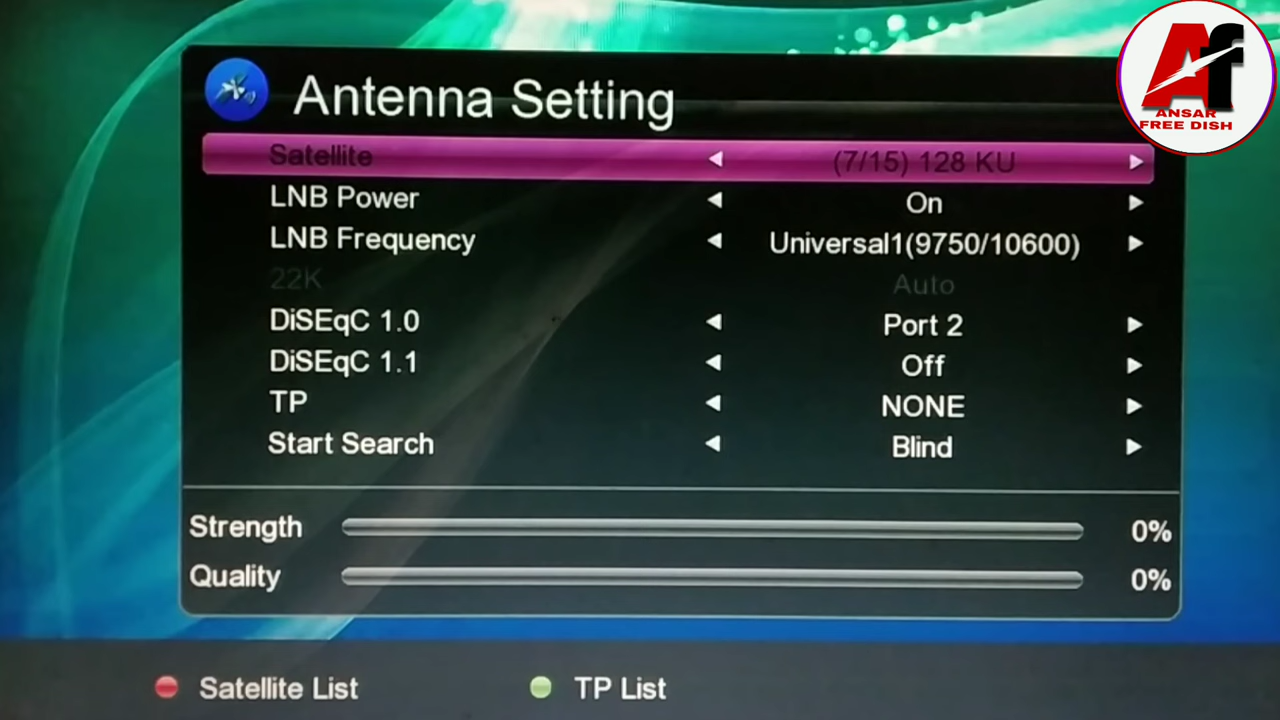 Antenna Setting
Af
ANSAR
FREE DISH
Satellite (7/15) 128 KU
LNB Power On
LNB Frequency Universal1(9750/10600)
22K Auto
DiSEqC 1.0 Port 2
DiSEqC 1.1 Off
TP NONE
Start Search Blind
Strength 0%
Quality 0%
Satellite List TP List